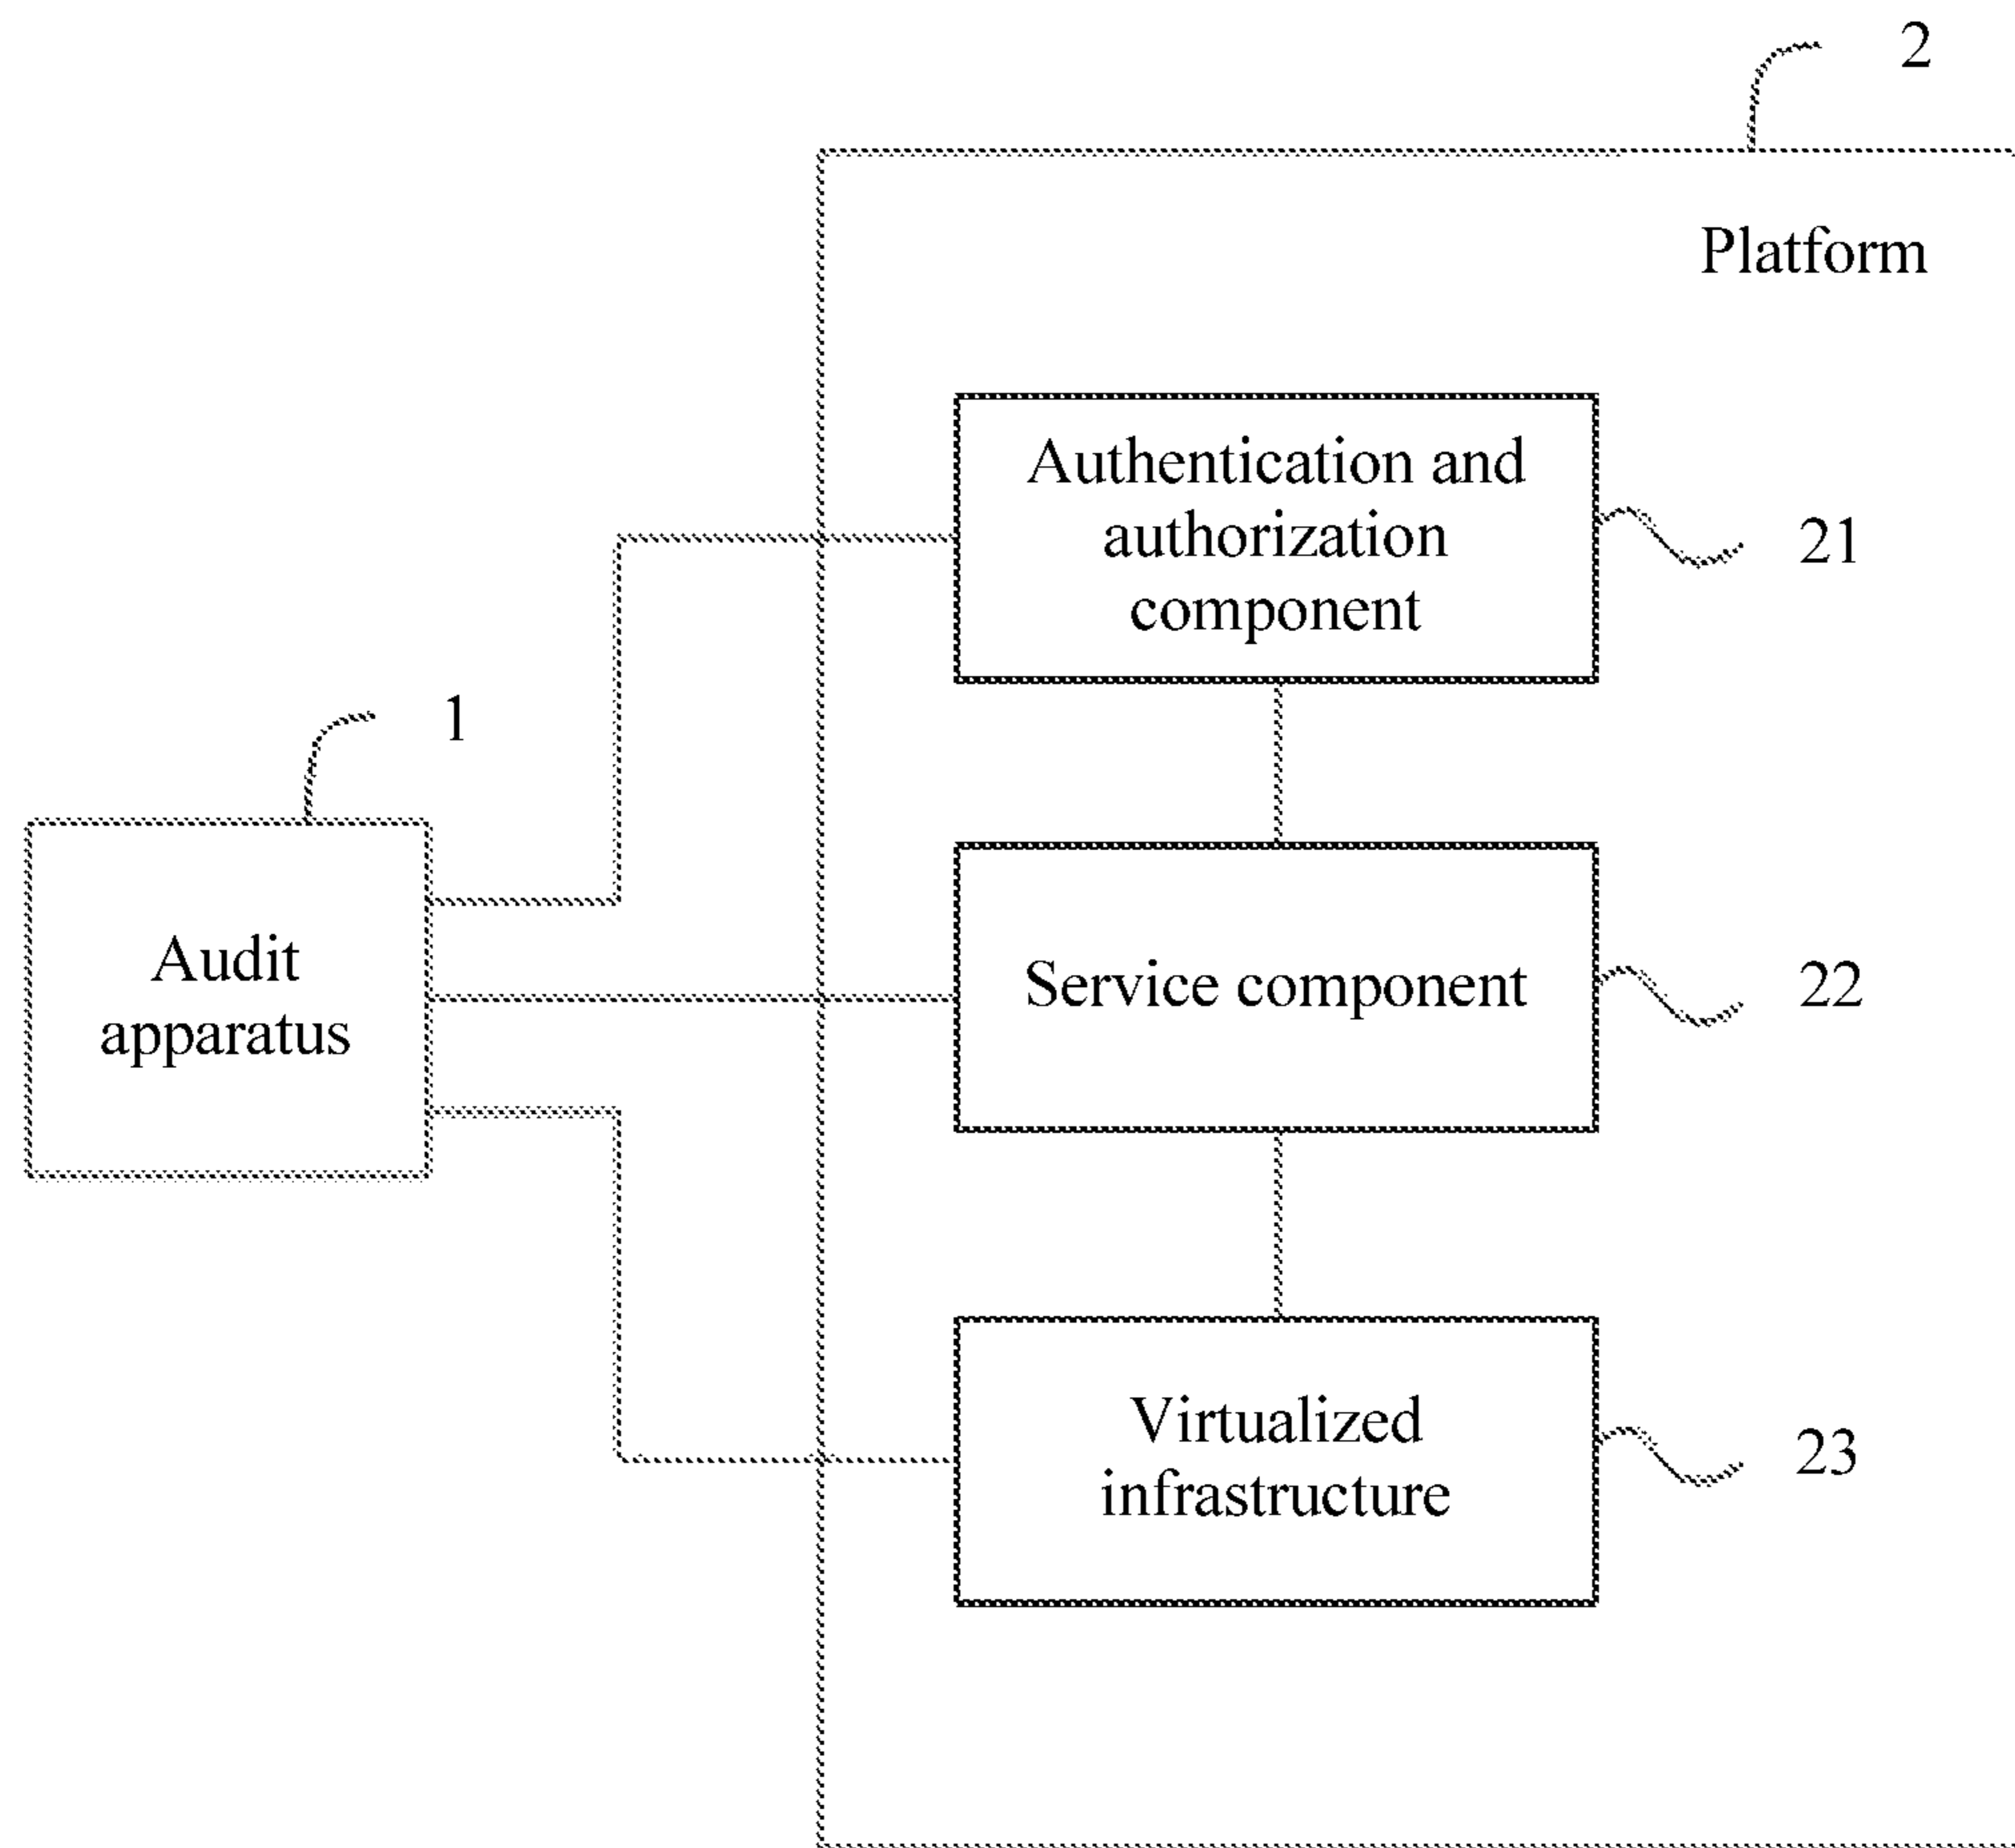 2
Platform
Authentication and
authorization
component
21
1
Audit
apparatus
Service component
22
Virtualized
infrastructure
23